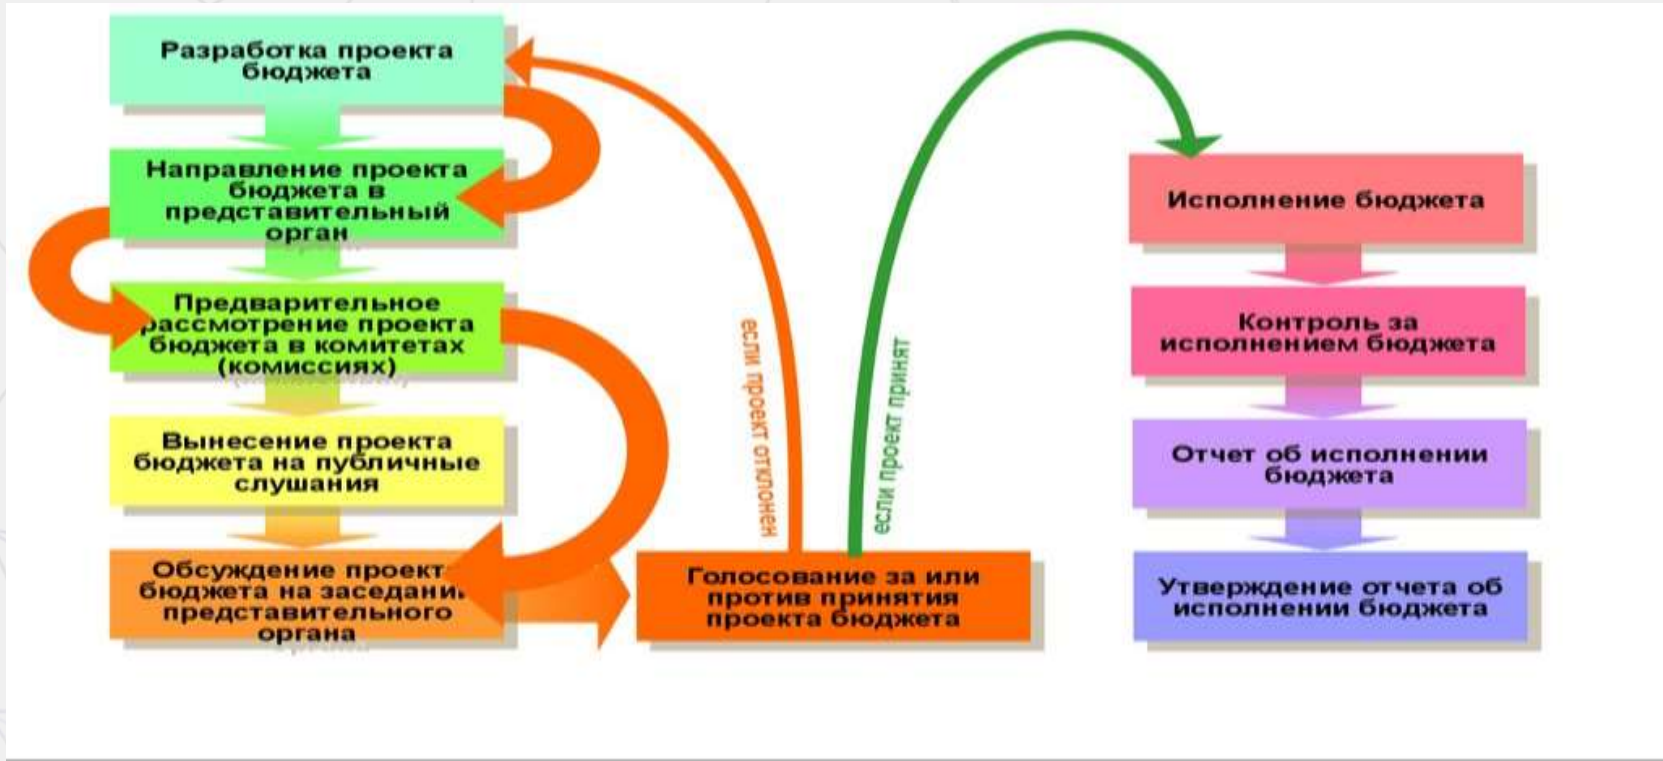 Разработка проекта
бюджета
Направление проекта
бюджета в
представительный
орган
Предварительное
рассмотрение проекта
бюджета в комитетах
(комиссиях)
Вынесение проекта
бюджета на публичные
слушания
Обсуждение проекта
бюджета на заседании
представительного
органа
если проект отклонен
если проект принят
Голосование за или
против принятия
проекта бюджета
Исполнение бюджета
Контроль за
исполнением бюджета
Отчет об исполнении
бюджета
Утверждение отчета об
исполнении бюджета